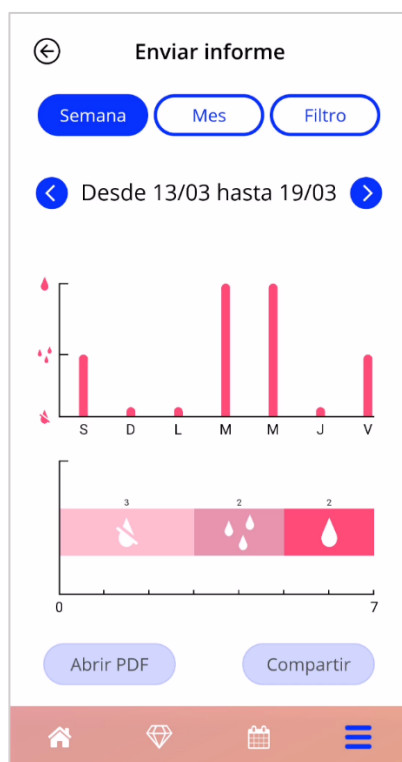 Enviar informe
Semana Mes Filtro
Desde 13/03 hasta 19/03
S D L M M J V
3 2 2
0 7
Abrir PDF Compartir